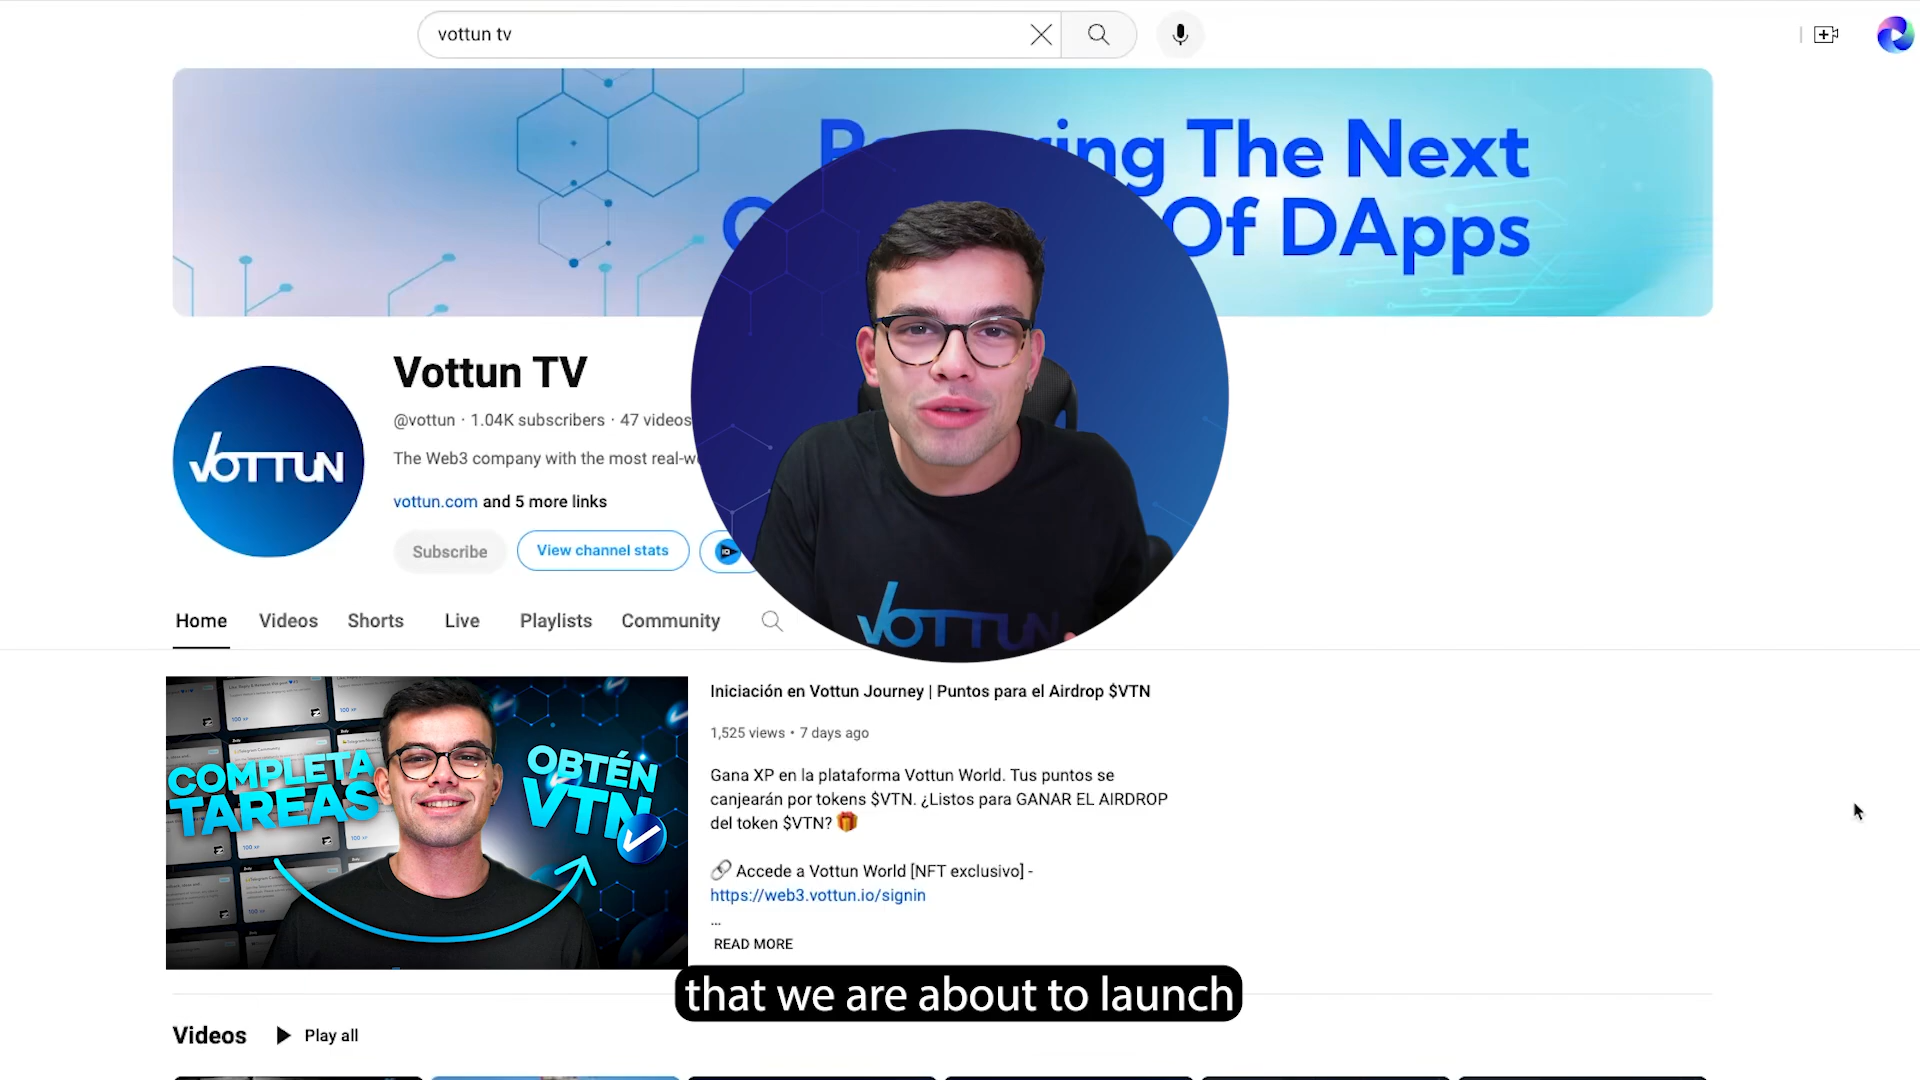 vottun tv
ring The Next
Of DApps
Vottun TV
@vottun · 1.04K subscribers · 47 videos
The Web3 company with the most
vottun.com and 5 more links
VOTTUN
Subscribe
View channel stats
VOTTUN
Home
Videos
Shorts
Live
Playlists
Community
COMPLETA
TAREAS
OBTÉN
VTN
Iniciación en Vottun Journey | Puntos para el Airdrop $VTN
1,525 views • 7 days ago
Gana XP en la plataforma Vottun World. Tus puntos se
canjearán por tokens $VTN. ¿Listos para GANAR EL AIRDROP
del token $VTN? 🎁
🔗 Accede a Vottun World [NFT exclusivo] -
https://web3.vottun.io/signin
...
READ MORE
that we are about to launch
Videos
Play all